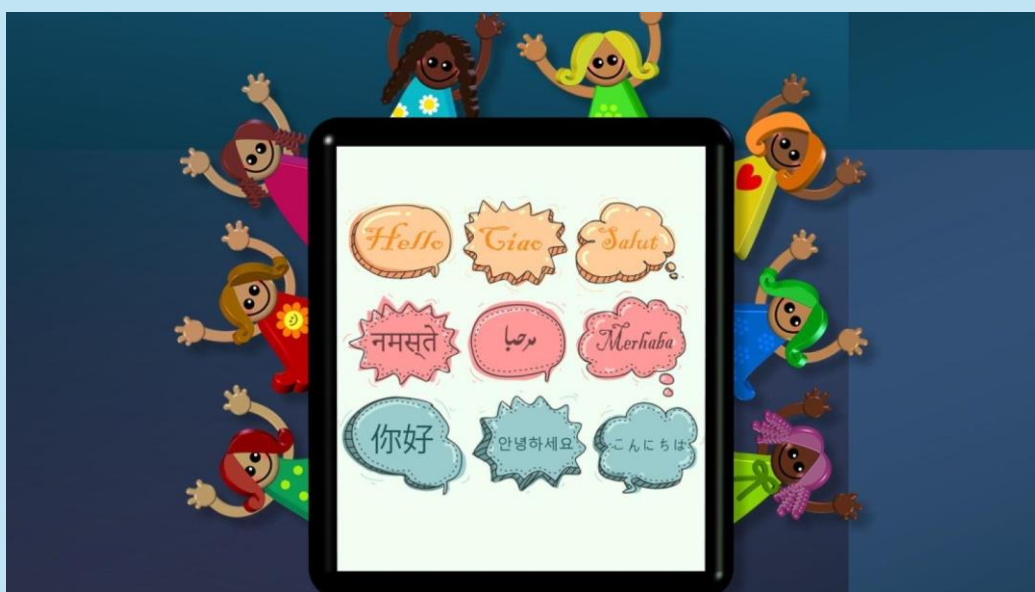 Hello
Ciao
Salut
नमस्ते
مرحبا
Merhaba
你好
안녕하세요
こんにちは